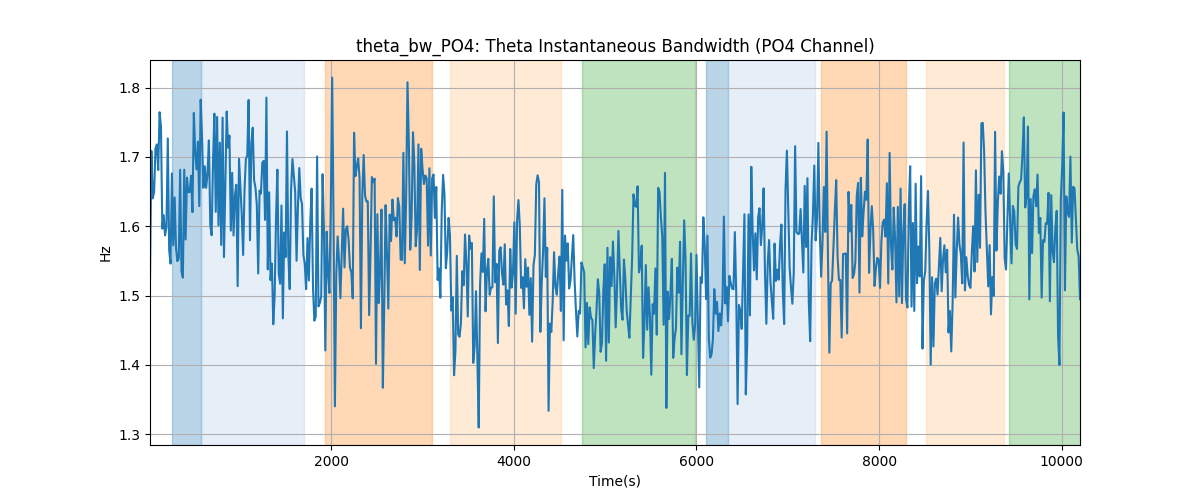 theta_bw_PO4: Theta Instantaneous Bandwidth (PO4 Channel)
Hz
1.8
1.7
1.6
1.5
1.4
1.3
2000 4000 6000 8000 10000
Time(s)